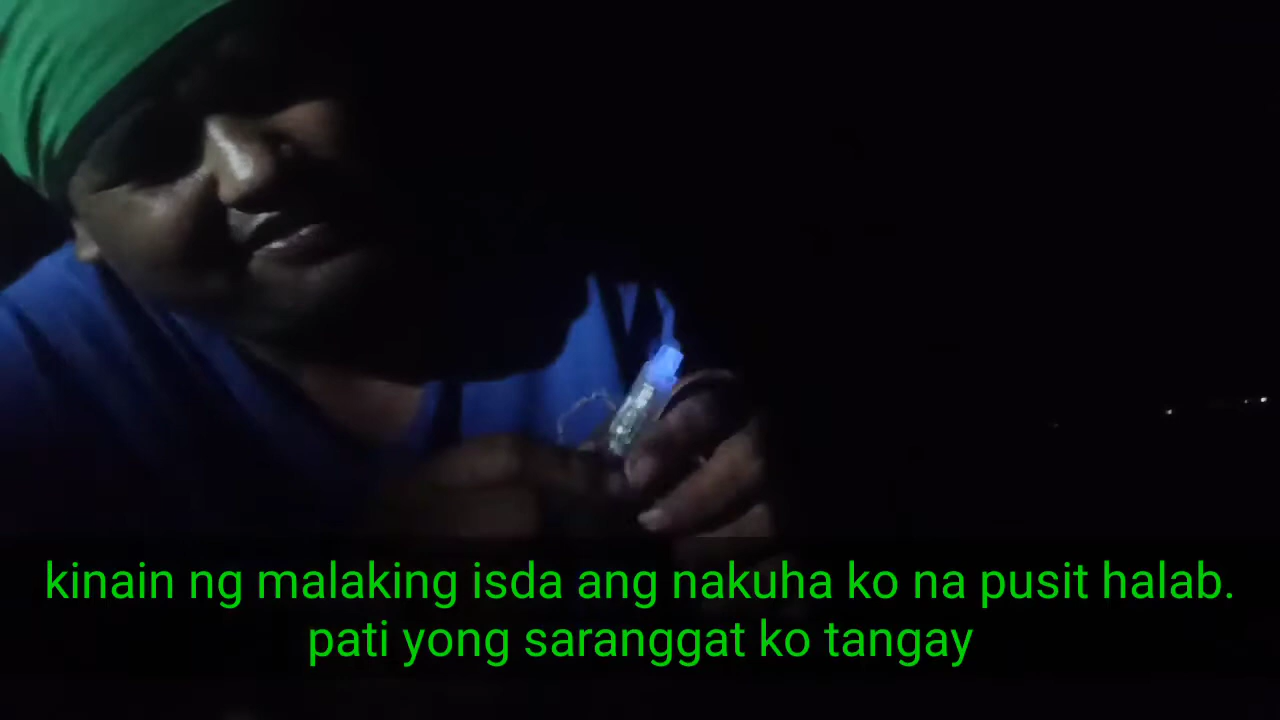 kinain ng malaking isda ang nakuha ko na pusit halab.
pati yong saranggat ko tangay